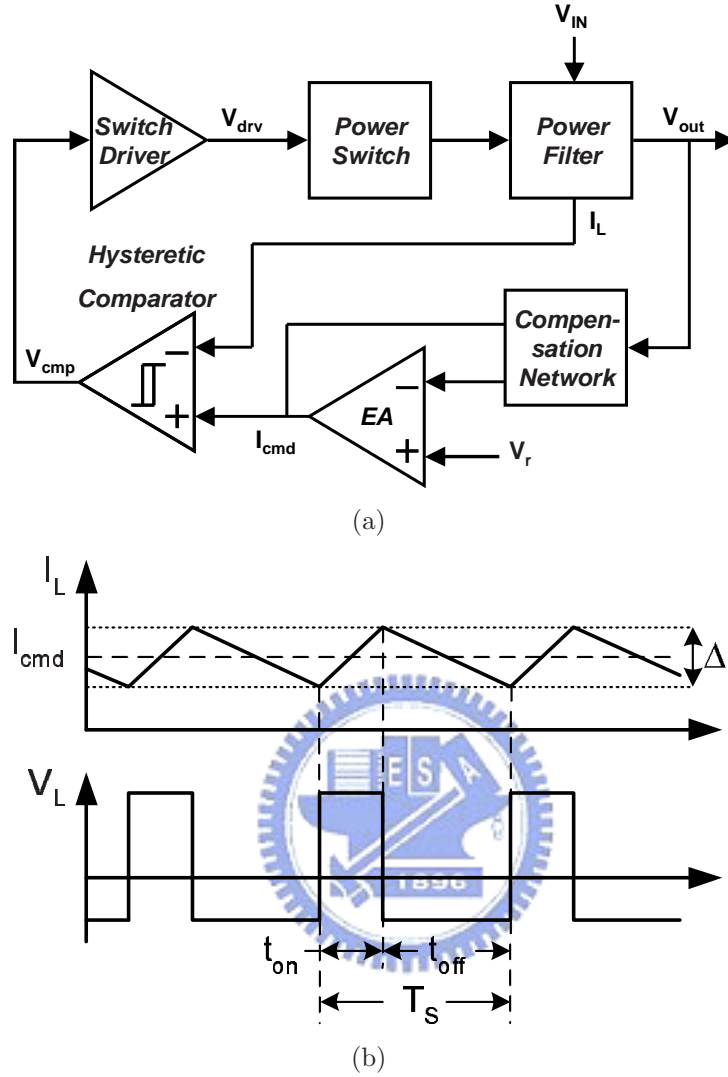 V_IN
Switch
Driver
V_drv
Power
Switch
Power
Filter
V_out
I_L
Hysteretic
Comparator
Compen-
sation
Network
V_cmp
−
+
I_cmd
EA
−
+
V_r
(a)
I_L
I_cmd
Δ
E S A
V_L
1896
t_on
t_off
T_S
(b)